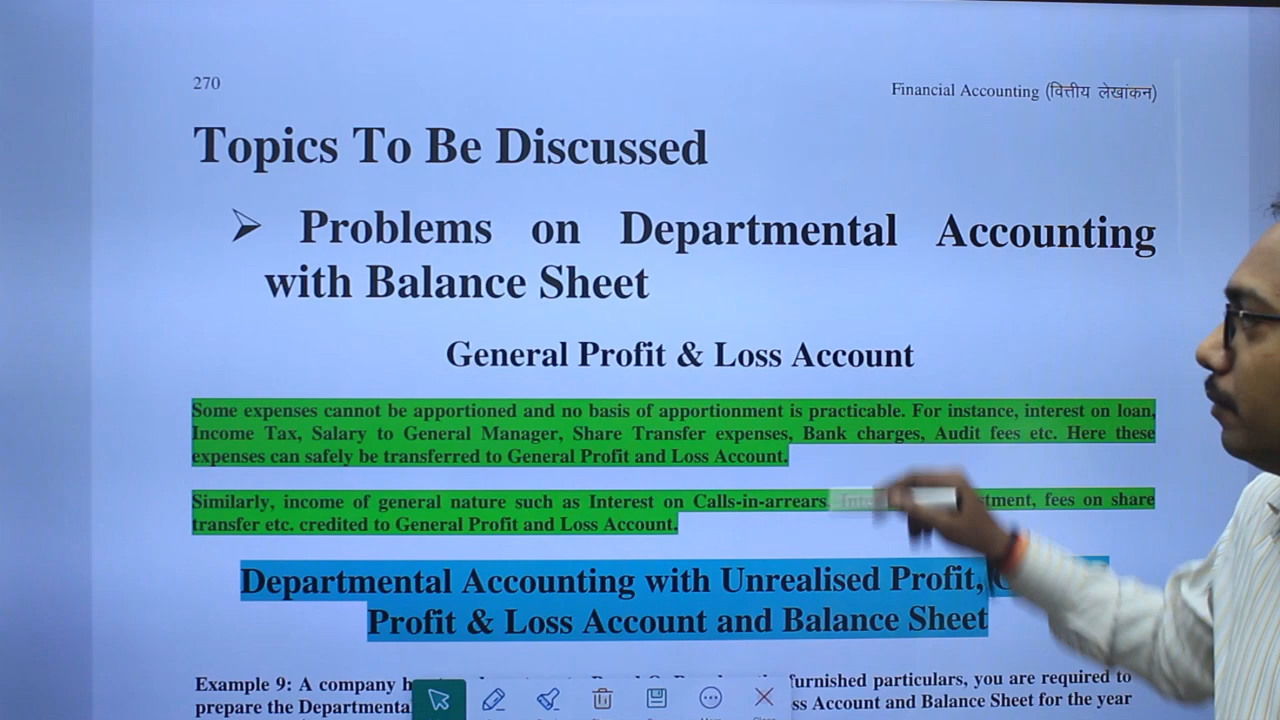 270
Financial Accounting (वित्तीय लेखांकन)
Topics To Be Discussed
➢ Problems on Departmental Accounting
with Balance Sheet
General Profit & Loss Account
Some expenses cannot be apportioned and no basis of apportionment is practicable. For instance, interest on loan,
Income Tax, Salary to General Manager, Share Transfer expenses, Bank charges, Audit fees etc. Here these
expenses can safely be transferred to General Profit and Loss Account.
Similarly, income of general nature such as Interest on Calls-in-arrears, fees on share
transfer etc. credited to General Profit and Loss Account.
Departmental Accounting with Unrealised Profit,
Profit & Loss Account and Balance Sheet
Example 9: A company furnished particulars, you are required to
prepare the Account and Balance Sheet for the year